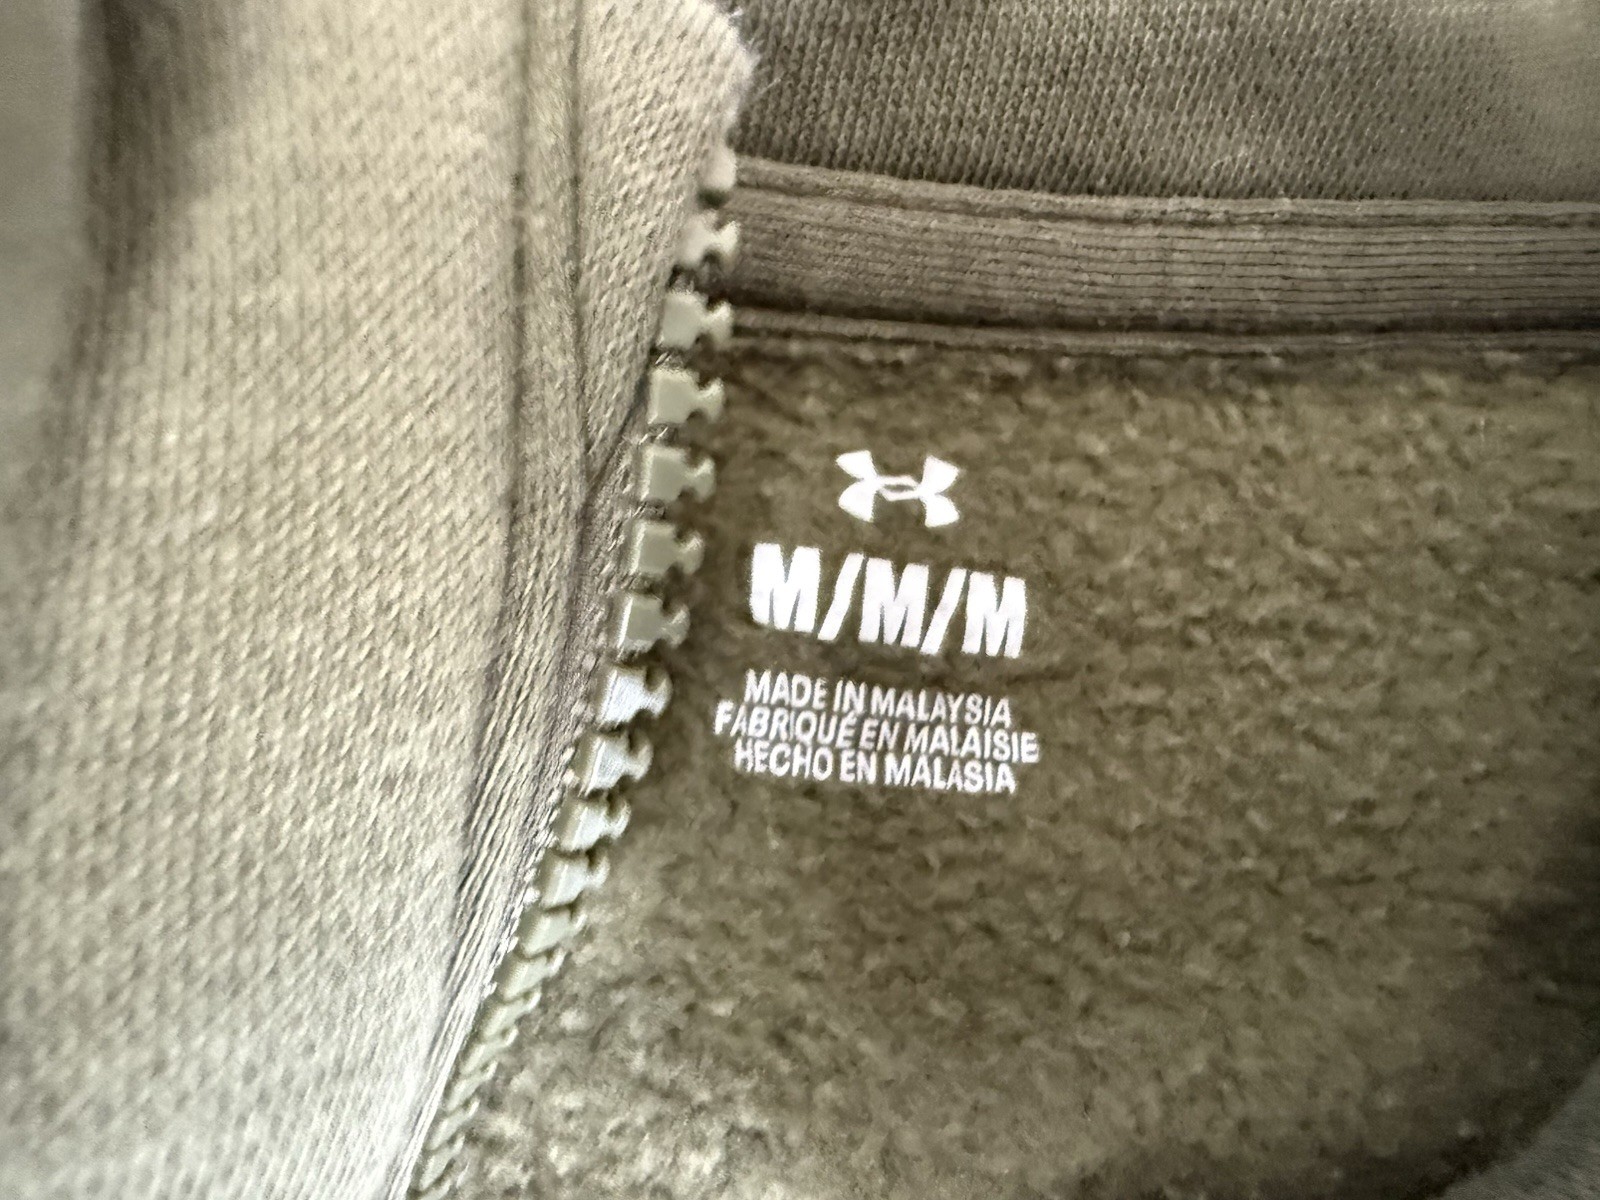 M/M/M
MADE IN MALAYSIA
FABRIQUÉ EN MALAISIE
HECHO EN MALASIA